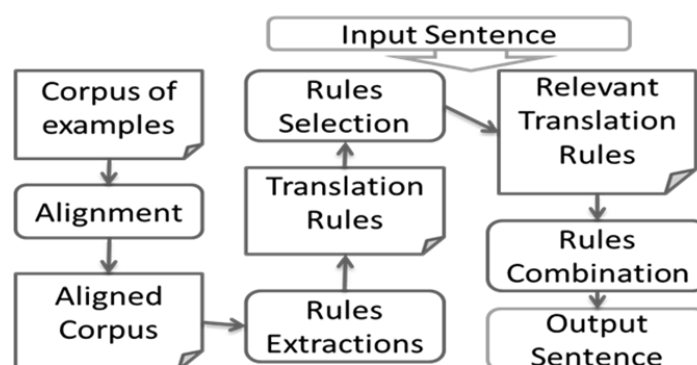 Input Sentence
Corpus of
examples
Alignment
Aligned
Corpus
Rules
Extractions
Translation
Rules
Rules
Selection
Relevant
Translation
Rules
Rules
Combination
Output
Sentence